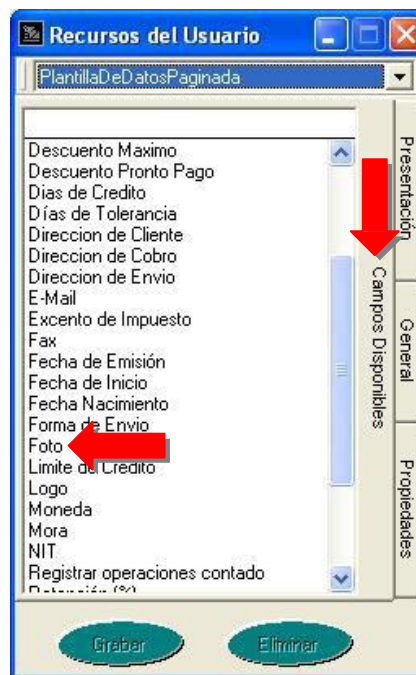 Recursos del Usuario
PlantillaDeDatosPaginada
Descuento Maximo
Descuento Pronto Pago
Dias de Credito
Días de Tolerancia
Direccion de Cliente
Direccion de Cobro
Direccion de Envio
E-Mail
Excento de Impuesto
Fax
Fecha de Emisión
Fecha de Inicio
Fecha Nacimiento
Forma de Envio
Foto
Limite de Credito
Logo
Moneda
Mora
NIT
Registrar operaciones contado
Retención (%)
Campos Disponibles
Presentación
General
Propiedades
Grabar
Eliminar